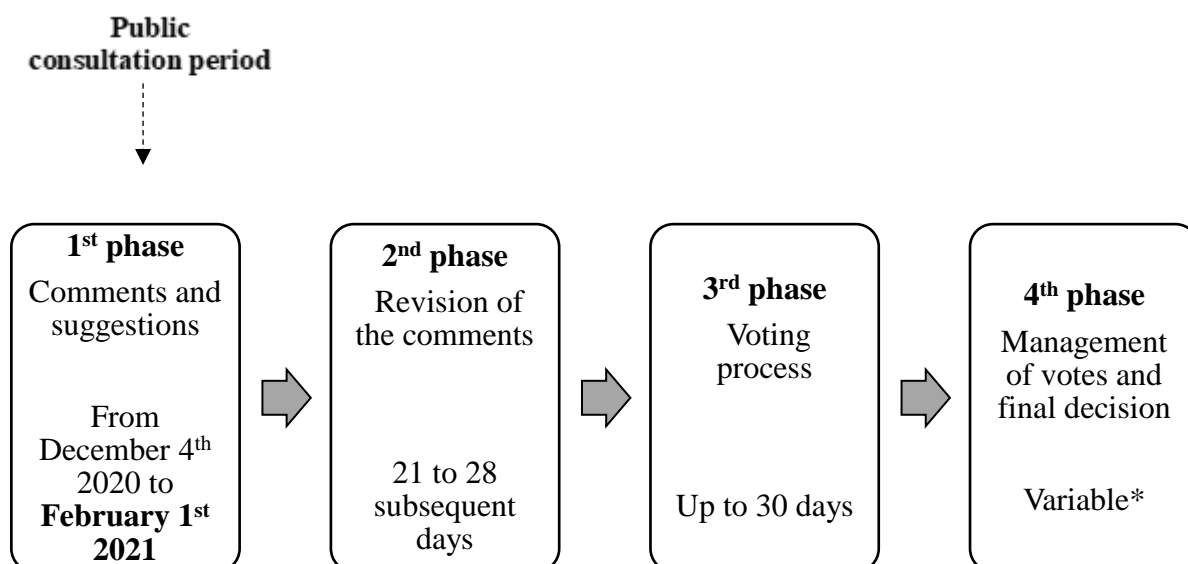 Public
consultation period
1st phase
Comments and
suggestions
From
December 4th
2020 to
February 1st
2021
2nd phase
Revision of
the comments
21 to 28
subsequent
days
3rd phase
Voting
process
Up to 30 days
4th phase
Management
of votes and
final decision
Variable*